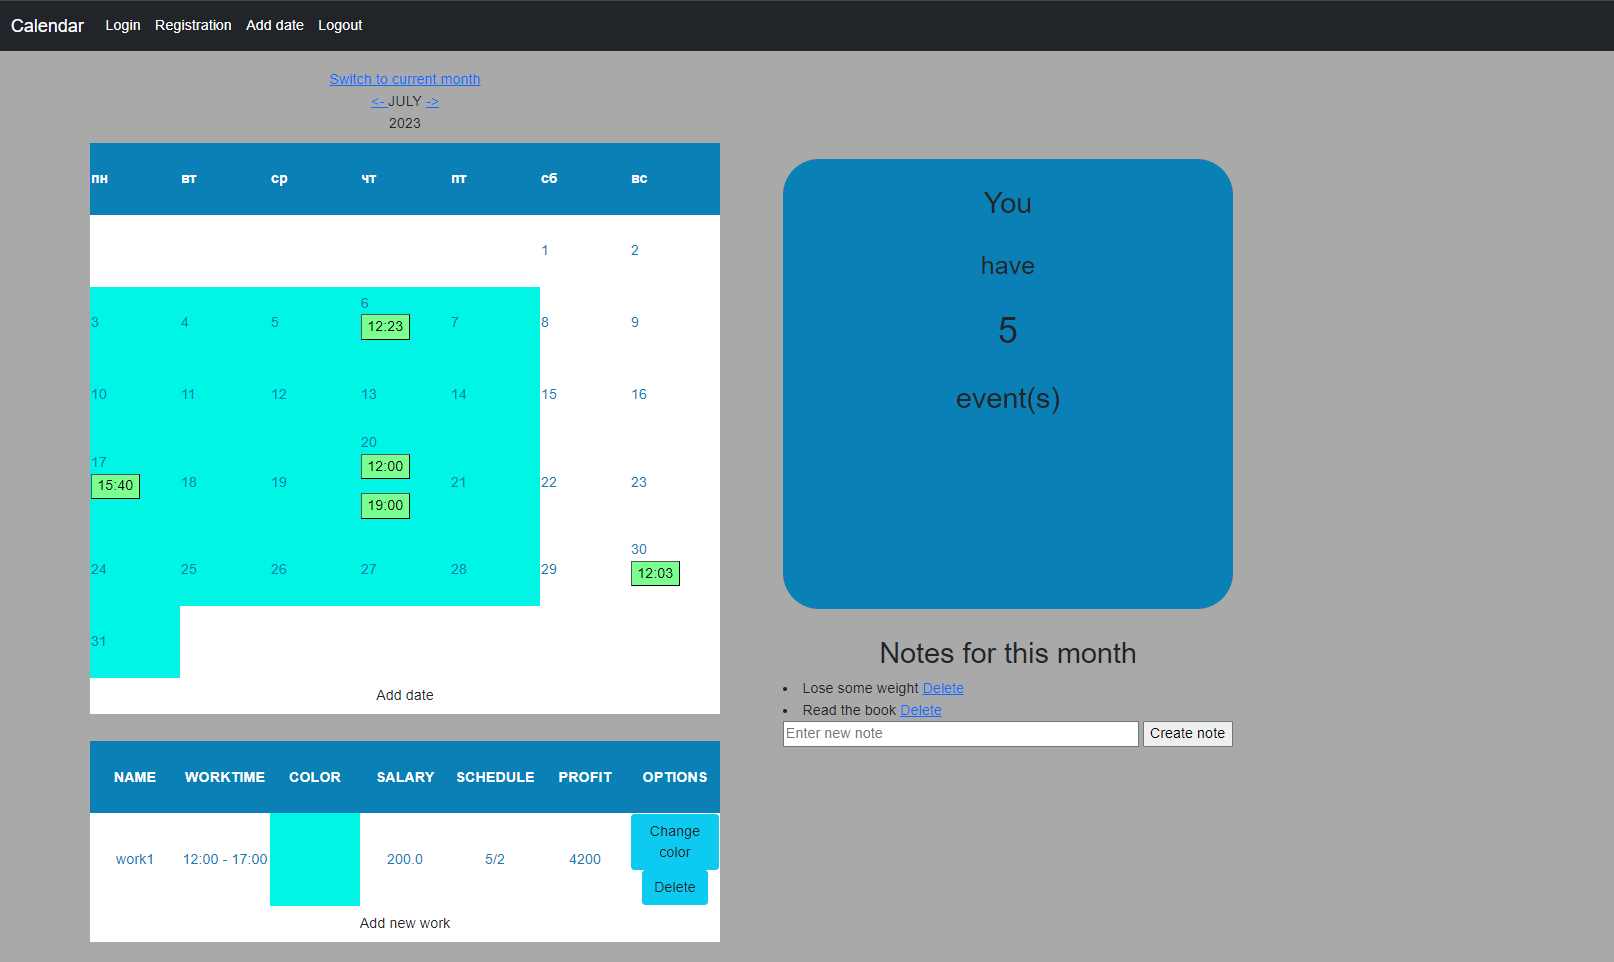 Calendar Login Registration Add date Logout
Switch to current month
<- JULY ->
2023
пн вт ср чт пт сб вс
1 2
3 4 5 6 7 8 9
12:23
10 11 12 13 14 15 16
17 18 19 20 21 22 23
15:40
12:00
19:00
24 25 26 27 28 29 30
12:03
31
Add date
NAME WORKTIME COLOR SALARY SCHEDULE PROFIT OPTIONS
work1 12:00 - 17:00 200.0 5/2 4200
Change
color
Delete
Add new work
You
have
5
event(s)
Notes for this month
• Lose some weight Delete
• Read the book Delete
Enter new note Create note